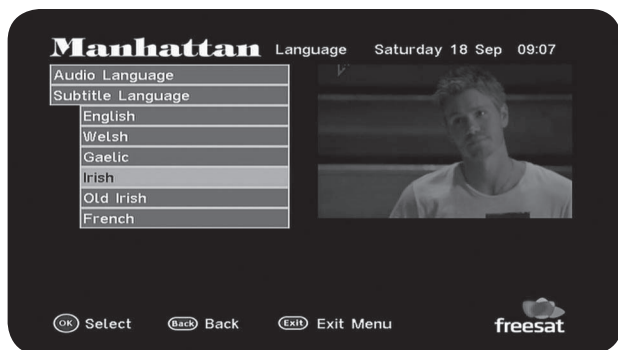 Manhattan Language Saturday 18 Sep 09:07
Audio Language
Subtitle Language
English
Welsh
Gaelic
Irish
Old Irish
French
OK Select Back Back Exit Exit Menu
freesat